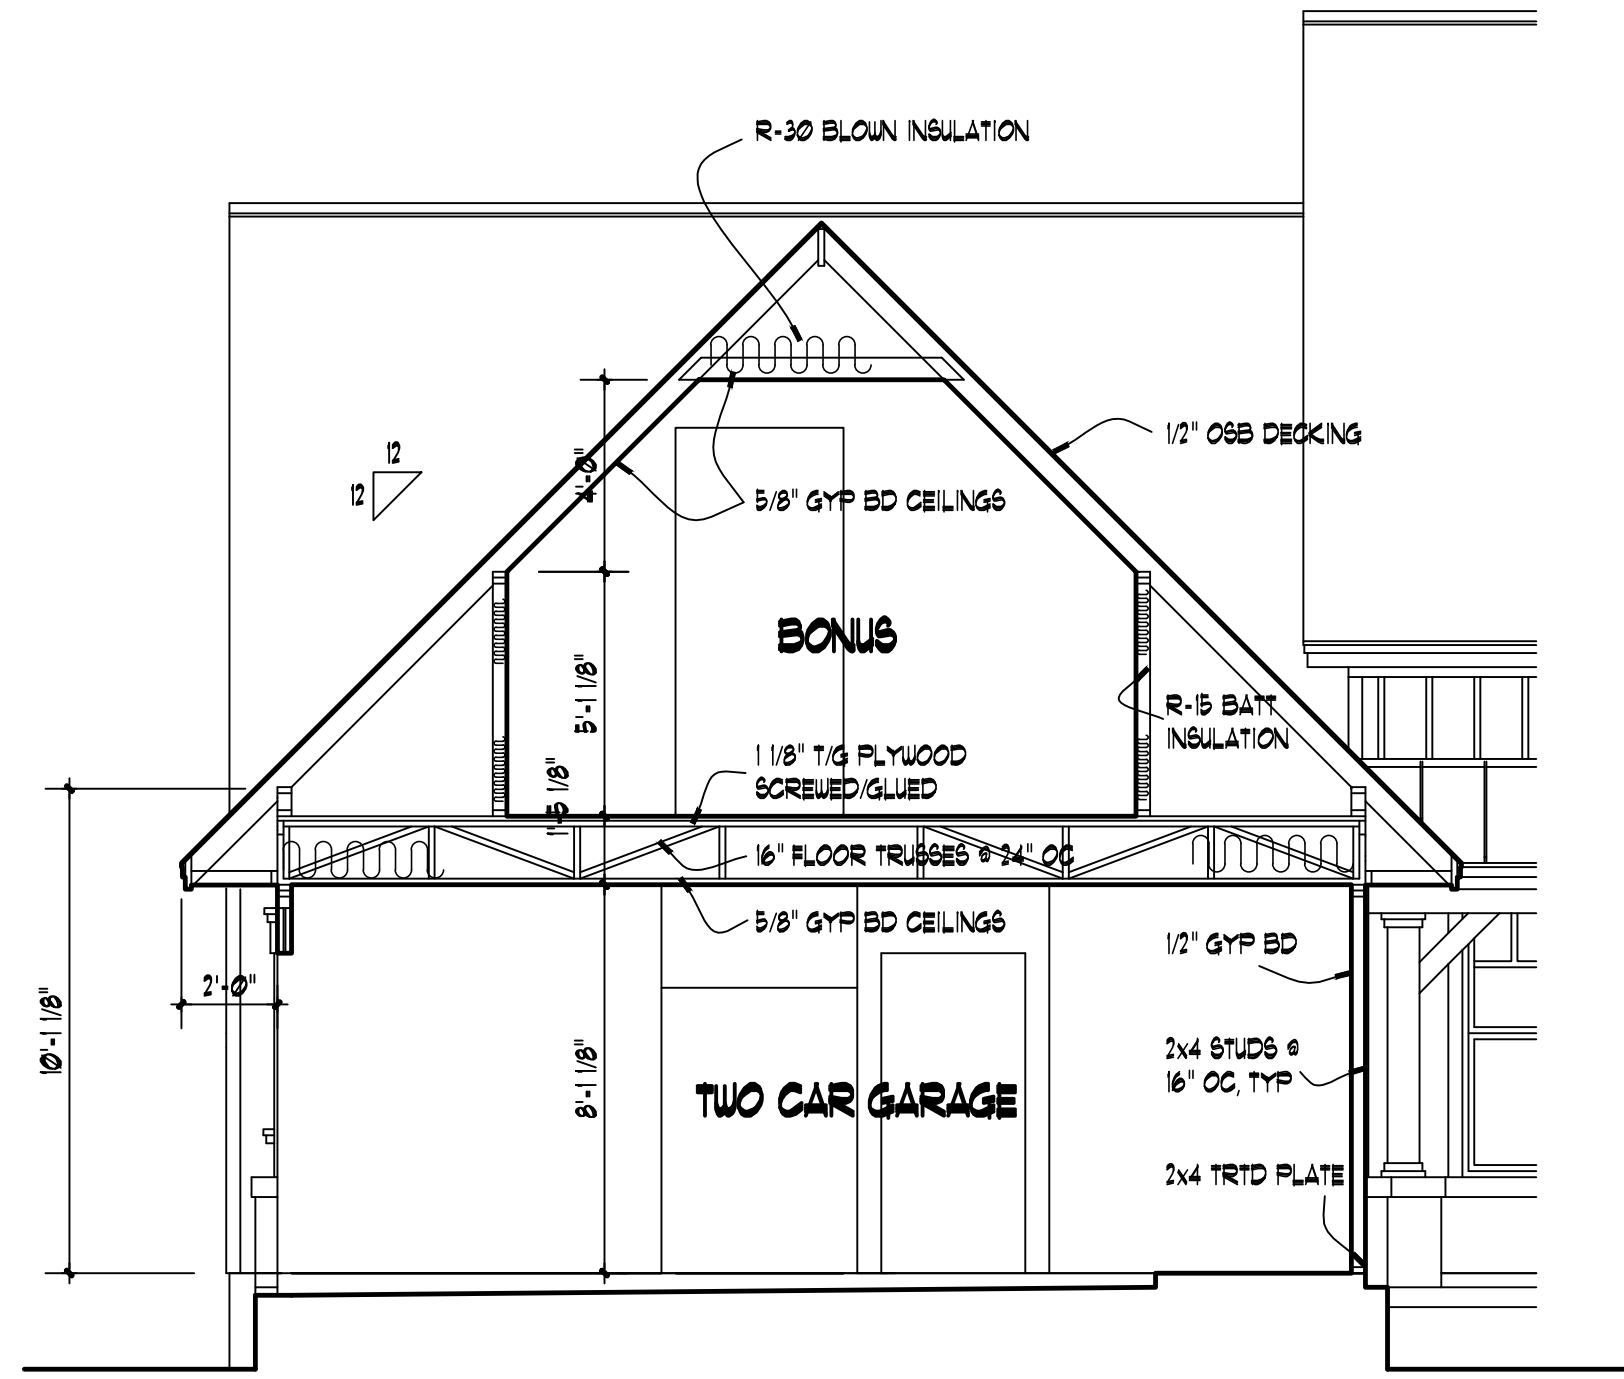 R-30 BLOWN INSULATION
1/2" OSB DECKING
12
12
4'-0"
5/8" GYP BD CEILINGS
BONUS
5'-1 1/8"
R-15 BATT
INSULATION
1 1/8" T/G PLYWOOD
SCREWED/GLUED
1'-5 1/8"
16" FLOOR TRUSSES @ 24" OC
5/8" GYP BD CEILINGS
1/2" GYP BD
2'-0"
10'-1 1/8"
8'-1 1/8"
2x4 STUDS @
16" OC, TYP
TWO CAR GARAGE
2x4 TRTD PLATE